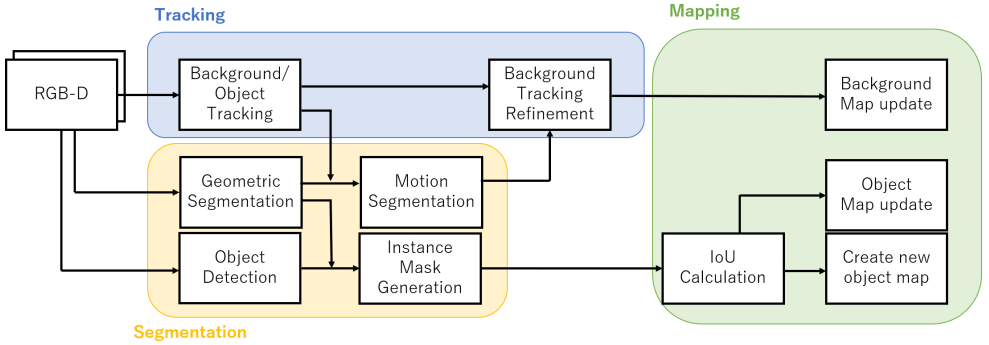 Tracking
Mapping
RGB-D
Background/
Object
Tracking
Background
Tracking
Refinement
Background
Map update
Geometric
Segmentation
Motion
Segmentation
Object
Map update
Object
Detection
Instance
Mask
Generation
IoU
Calculation
Create new
object map
Segmentation